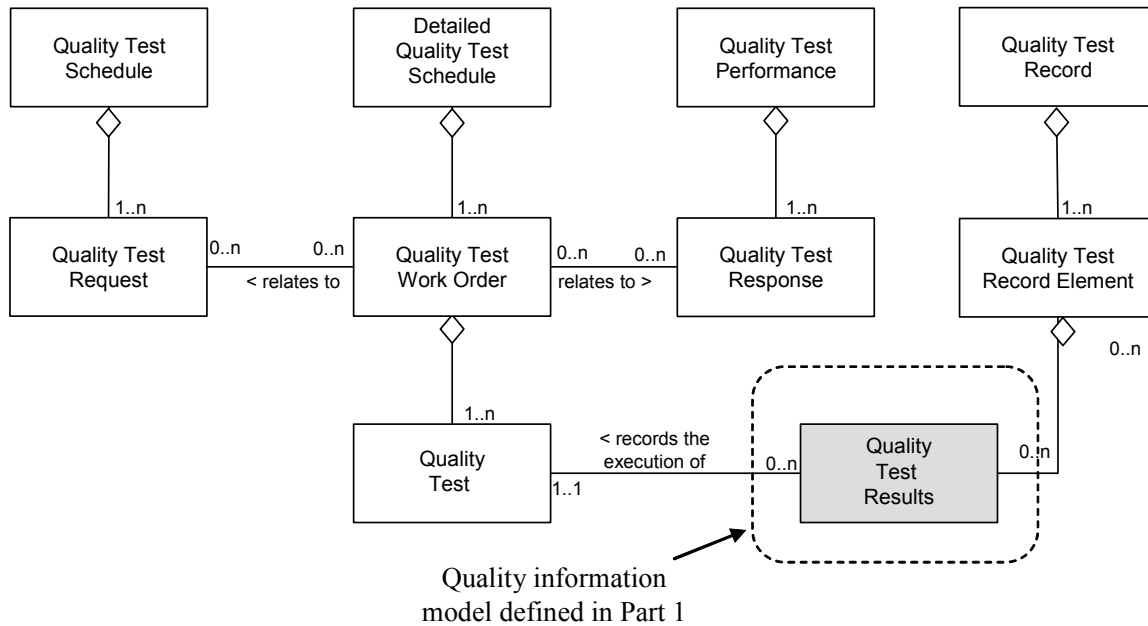 Quality Test
Schedule
Detailed
Quality Test
Schedule
Quality Test
Performance
Quality Test
Record
1..n
1..n
1..n
1..n
Quality Test
Request
0..n
0..n
< relates to
Quality Test
Work Order
0..n
0..n
relates to >
Quality Test
Response
Quality Test
Record Element
0..n
1..n
Quality
Test
1..1
< records the
execution of
0..n
Quality
Test
Results
0..n
Quality information
model defined in Part 1